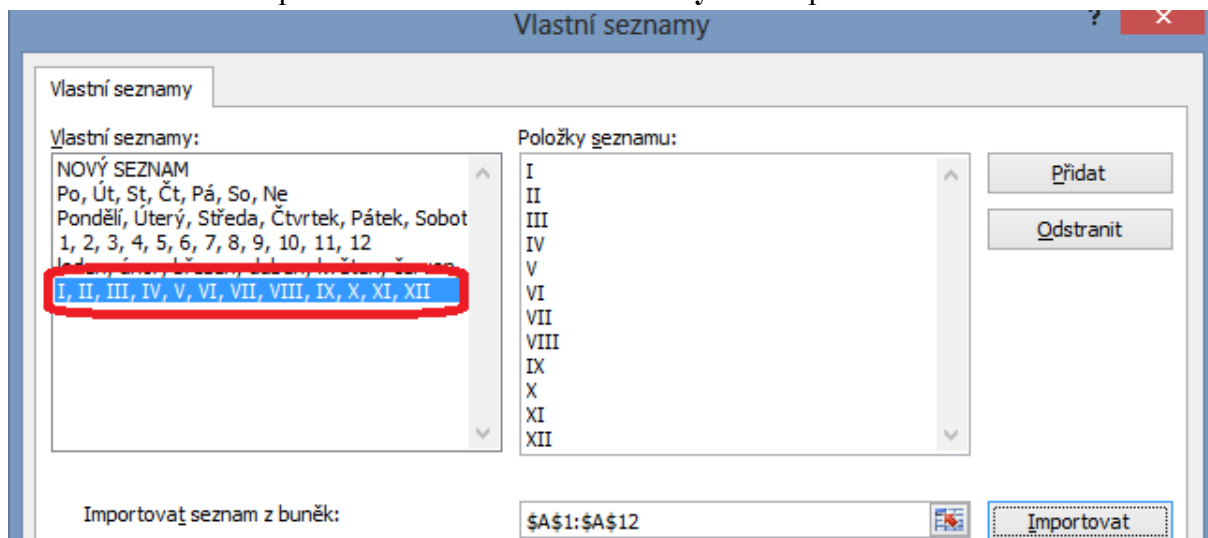 Vlastní seznamy
?
Vlastní seznamy
Vlastní seznamy:
NOVÝ SEZNAM
Po, Út, St, Čt, Pá, So, Ne
Pondělí, Úterý, Středa, Čtvrtek, Pátek, Sobot
1, 2, 3, 4, 5, 6, 7, 8, 9, 10, 11, 12
I, II, III, IV, V, VI, VII, VIII, IX, X, XI, XII
Položky seznamu:
I
II
III
IV
V
VI
VII
VIII
IX
X
XI
XII
Přidat
Odstranit
Importovat seznam z buněk:
$A$1:$A$12
Importovat